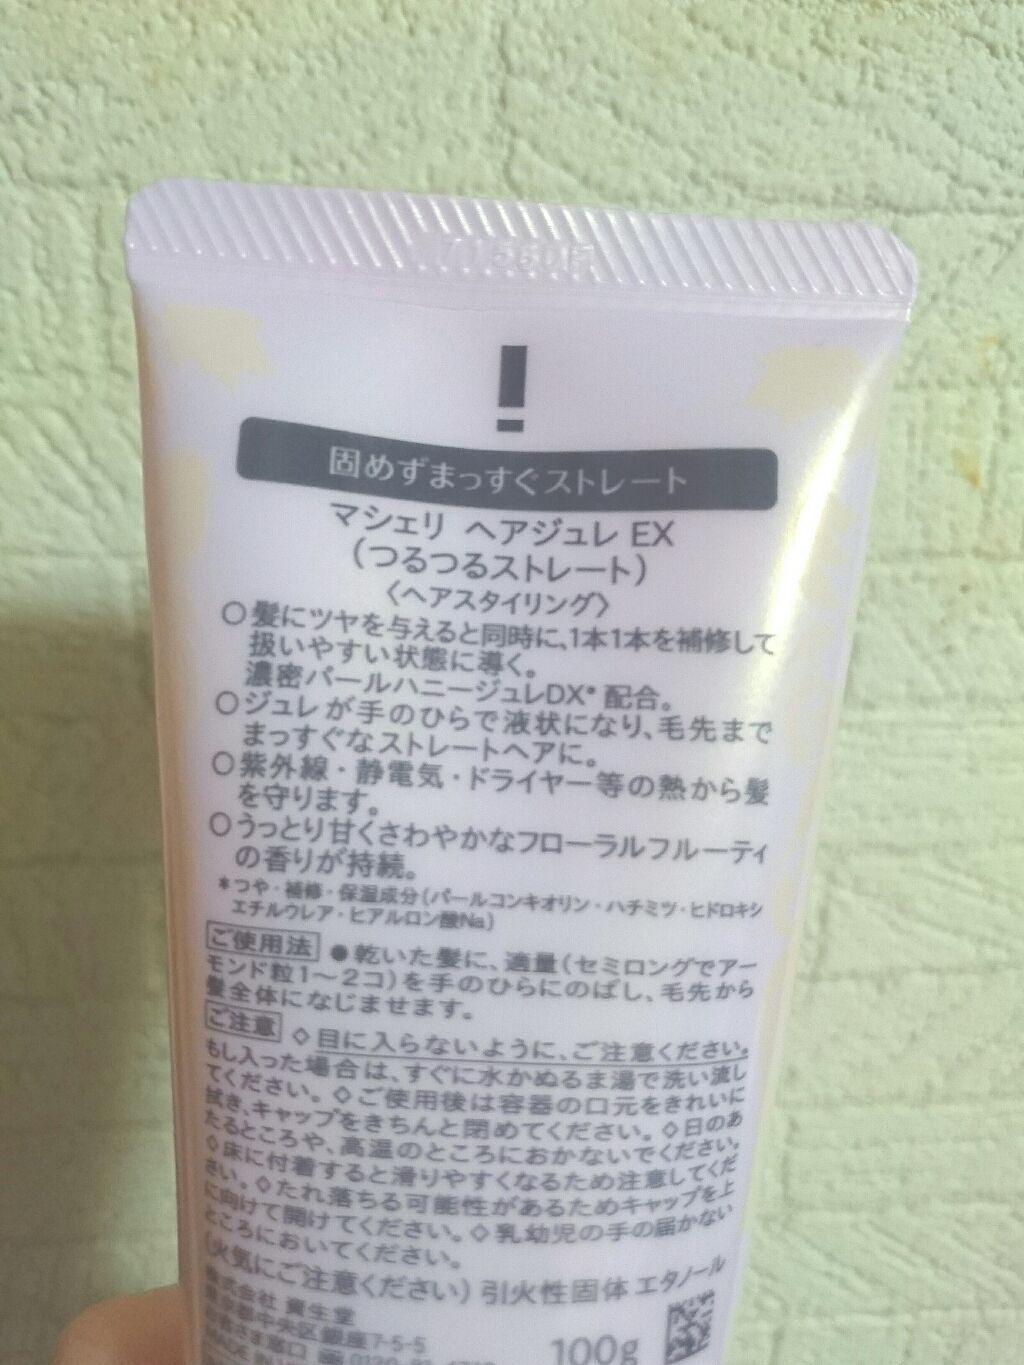 固めずまっすぐストレート
マシェリ ヘアジュレ EX
(つるつるストレート)
〈ヘアスタイリング〉
○髪にツヤを与えると同時に、1本1本を補修して
扱いやすい状態に導く。
濃密パールハニージュレDX* 配合。
○ジュレが手のひらで液状になり、毛先まで
まっすぐなストレートヘアに。
○紫外線・静電気・ドライヤー等の熱から髪
を守ります。
○うっとり甘くさわやかなフローラルフルーティ
の香りが持続。
*つや・補修・保湿成分(パールコンキオリン・ハチミツ・ヒドロキシ
エチルウレア・ヒアルロン酸Na)
ご使用法 ●乾いた髪に、適量(セミロングでアー
モンド粒1〜2コ)を手のひらにのばし、毛先から
髪全体になじませます。
ご注意 ◇目に入らないように、ご注意ください。
もし入った場合は、すぐに水かぬるま湯で洗い流し
てください。◇ご使用後は容器の口元をきれいに
拭き、キャップをきちんと閉めてください。◇日のあ
たるところや、高温のところにおかないでください。
◇床に付着すると滑りやすくなるため注意してくだ
さい。◇たれ落ちる可能性があるためキャップを上
に向けて開けてください。◇乳幼児の手の届かない
ところにおいてください。
(火気にご注意ください) 引火性固体 エタノール
株式会社 資生堂
東京都中央区銀座7-5-5
お客さま窓口 0120
100g